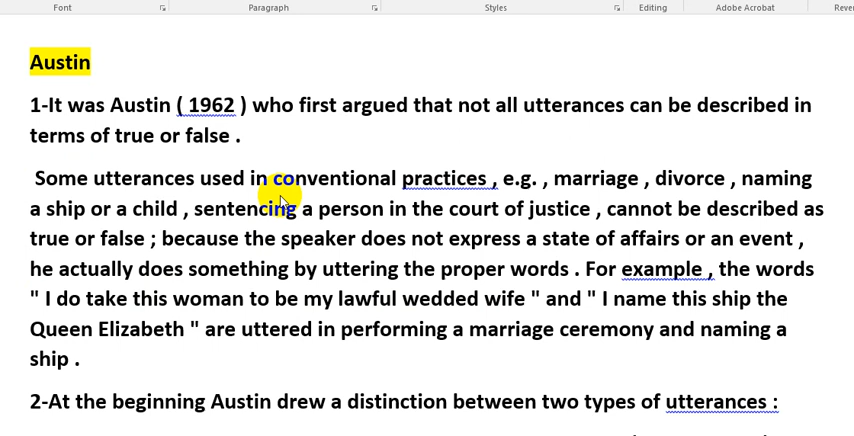 Font Paragraph Styles Editing Adobe Acrobat
Austin
1-It was Austin ( 1962 ) who first argued that not all utterances can be described in
terms of true or false .
Some utterances used in conventional practices , e.g. , marriage , divorce , naming
a ship or a child , sentencing a person in the court of justice , cannot be described as
true or false ; because the speaker does not express a state of affairs or an event ,
he actually does something by uttering the proper words . For example , the words
" I do take this woman to be my lawful wedded wife " and " I name this ship the
Queen Elizabeth " are uttered in performing a marriage ceremony and naming a
ship .
2-At the beginning Austin drew a distinction between two types of utterances :